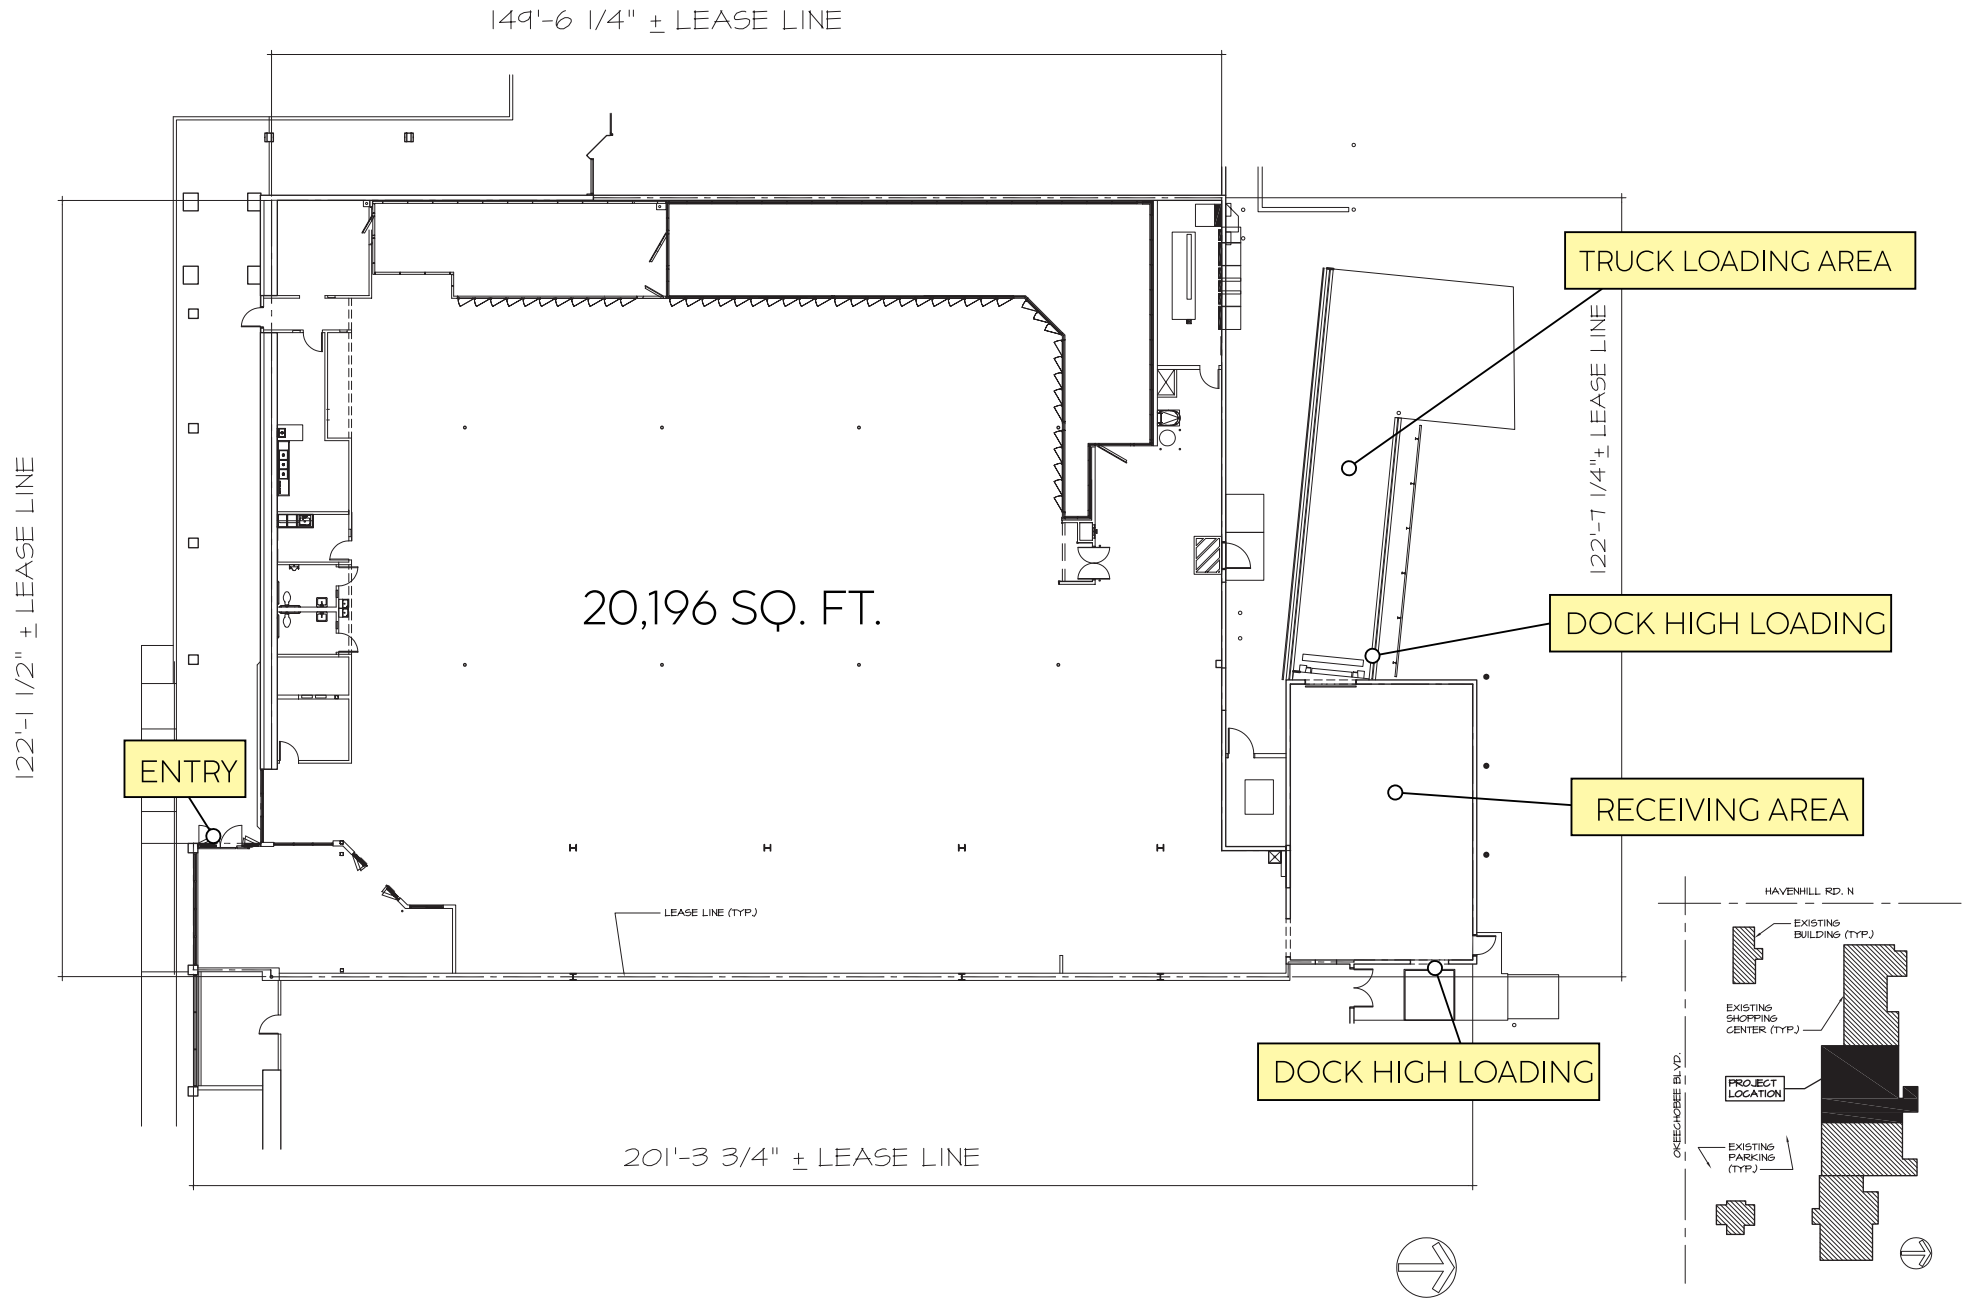 149'-6 1/4" ± LEASE LINE
TRUCK LOADING AREA
122'-7 1/4"± LEASE LINE
122'-1 1/2" ± LEASE LINE
20,196 SQ. FT.
DOCK HIGH LOADING
ENTRY
RECEIVING AREA
LEASE LINE (TYP.)
DOCK HIGH LOADING
201'-3 3/4" ± LEASE LINE
HAVENHILL RD. N
EXISTING
BUILDING (TYP.)
EXISTING
SHOPPING
CENTER (TYP.)
OKEECHOBEE BLVD.
PROJECT
LOCATION
EXISTING
PARKING
(TYP.)